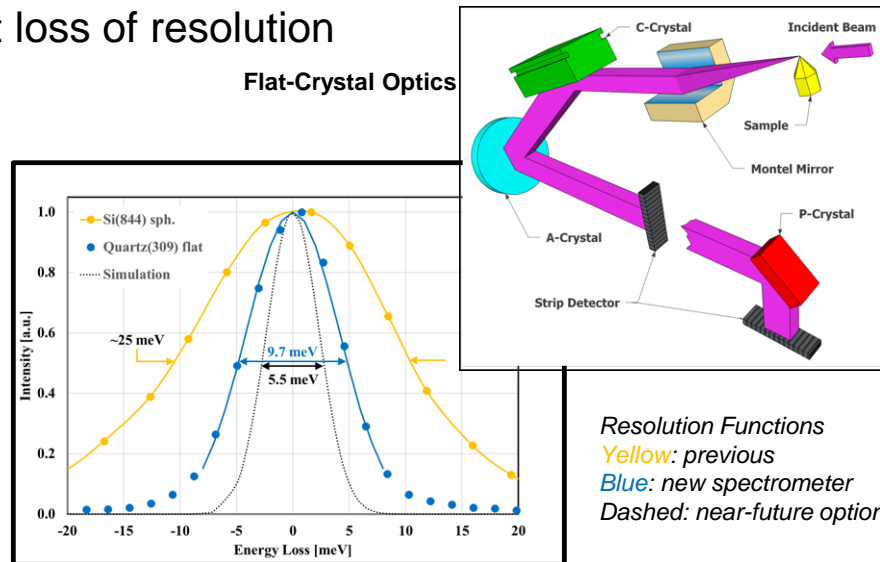 : loss of resolution
Flat-Crystal Optics
C-Crystal
Incident Beam
Sample
Montel Mirror
P-Crystal
A-Crystal
Strip Detector
Si(844) sph.
Quartz(309) flat
Simulation
~25 meV
9.7 meV
5.5 meV
Intensity [a.u.]
1.0
0.8
0.6
0.4
0.2
0.0
-20 -15 -10 -5 0 5 10 15 20
Energy Loss [meV]
Resolution Functions
Yellow: previous
Blue: new spectrometer
Dashed: near-future option